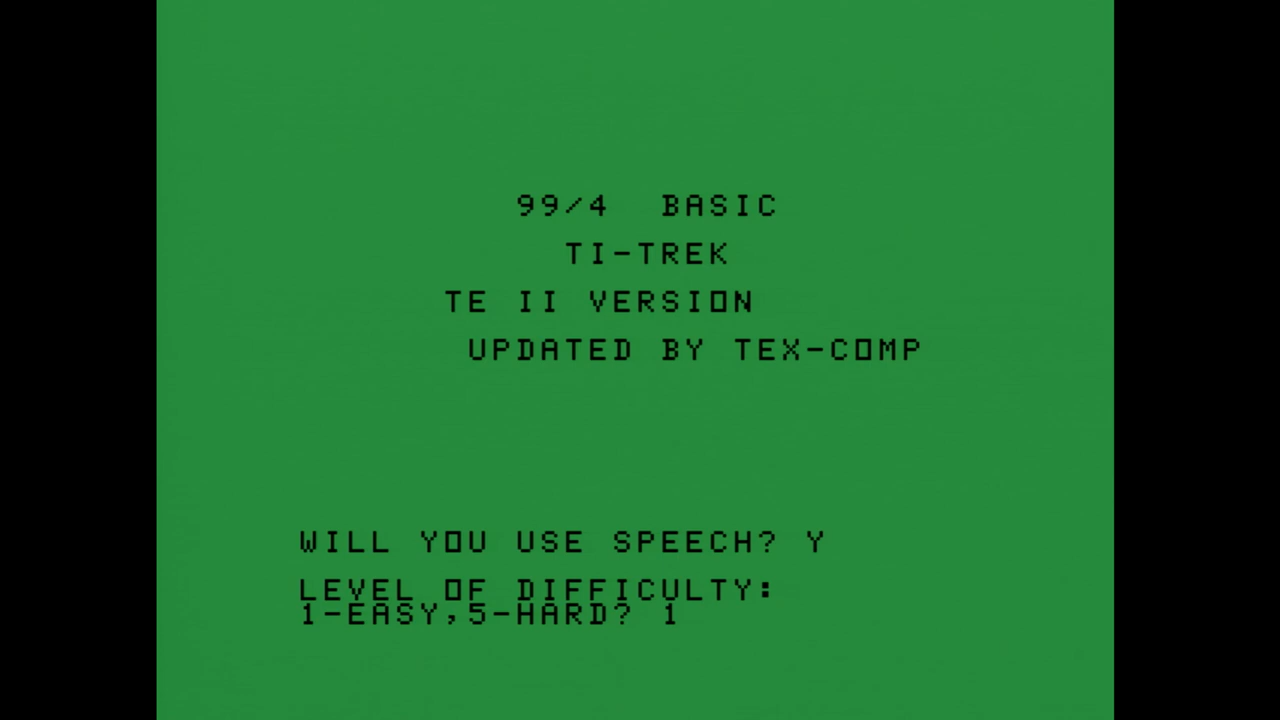 99/4  BASIC
TI-TREK
TE II VERSION
UPDATED BY TEX-COMP
WILL YOU USE SPEECH? Y
LEVEL OF DIFFICULTY:
1-EASY,5-HARD? 1